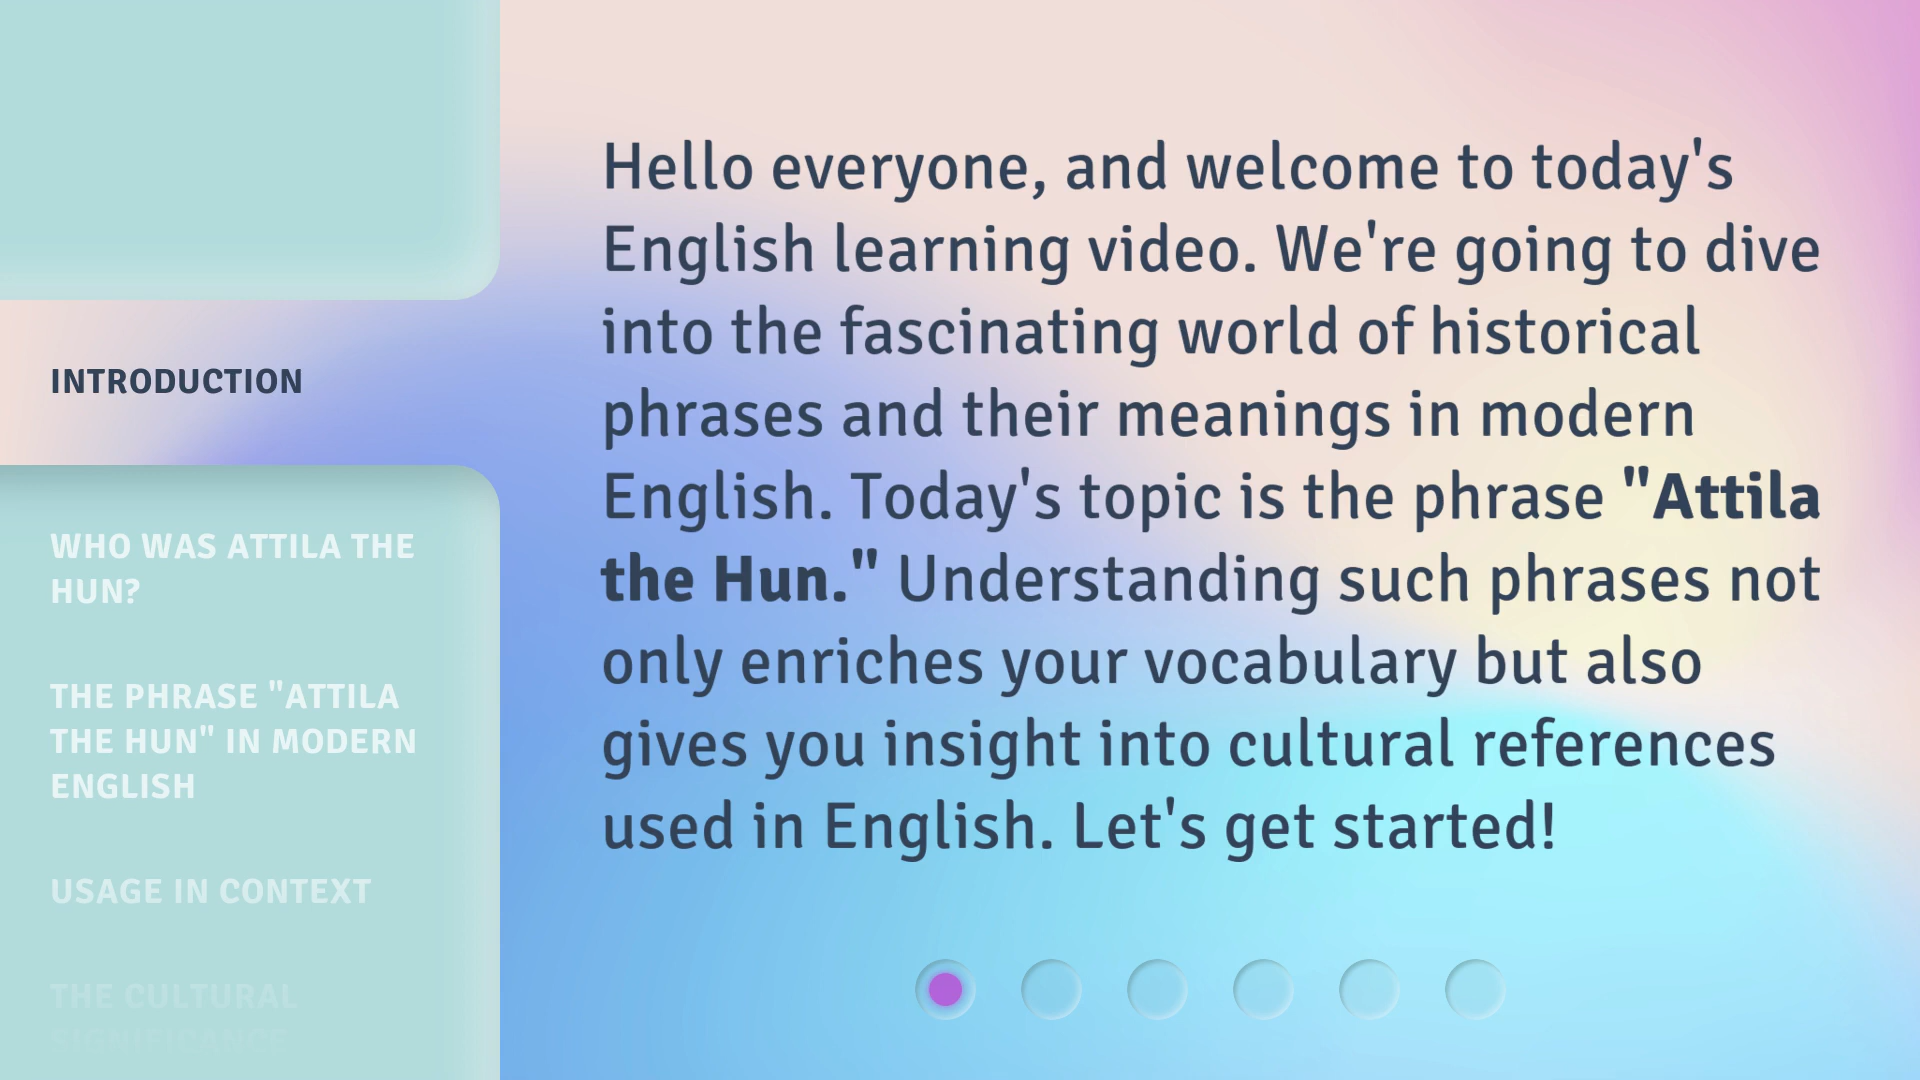 INTRODUCTION
WHO WAS ATTILA THE
HUN?
THE PHRASE "ATTILA
THE HUN" IN MODERN
ENGLISH
USAGE IN CONTEXT
THE CULTURAL
SIGNIFICANCE
Hello everyone, and welcome to today's
English learning video. We're going to dive
into the fascinating world of historical
phrases and their meanings in modern
English. Today's topic is the phrase "Attila
the Hun." Understanding such phrases not
only enriches your vocabulary but also
gives you insight into cultural references
used in English. Let's get started!